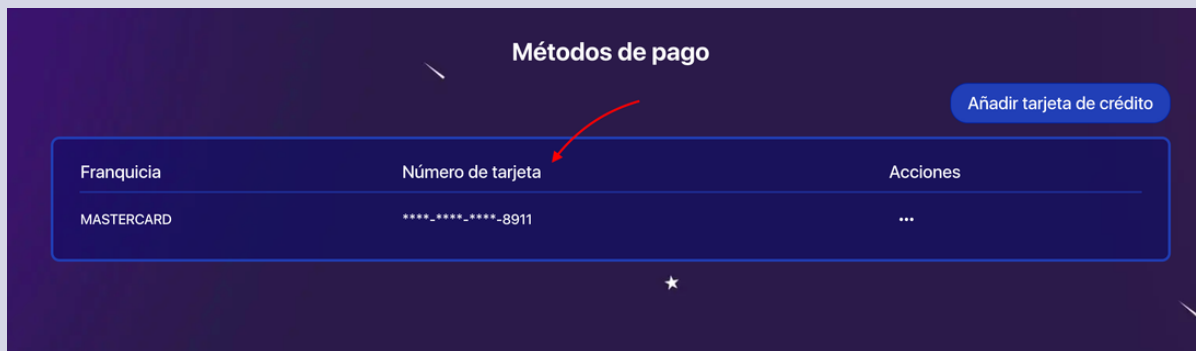 Métodos de pago
Añadir tarjeta de crédito
Franquicia Número de tarjeta Acciones
MASTERCARD ****-****-****-8911 •••